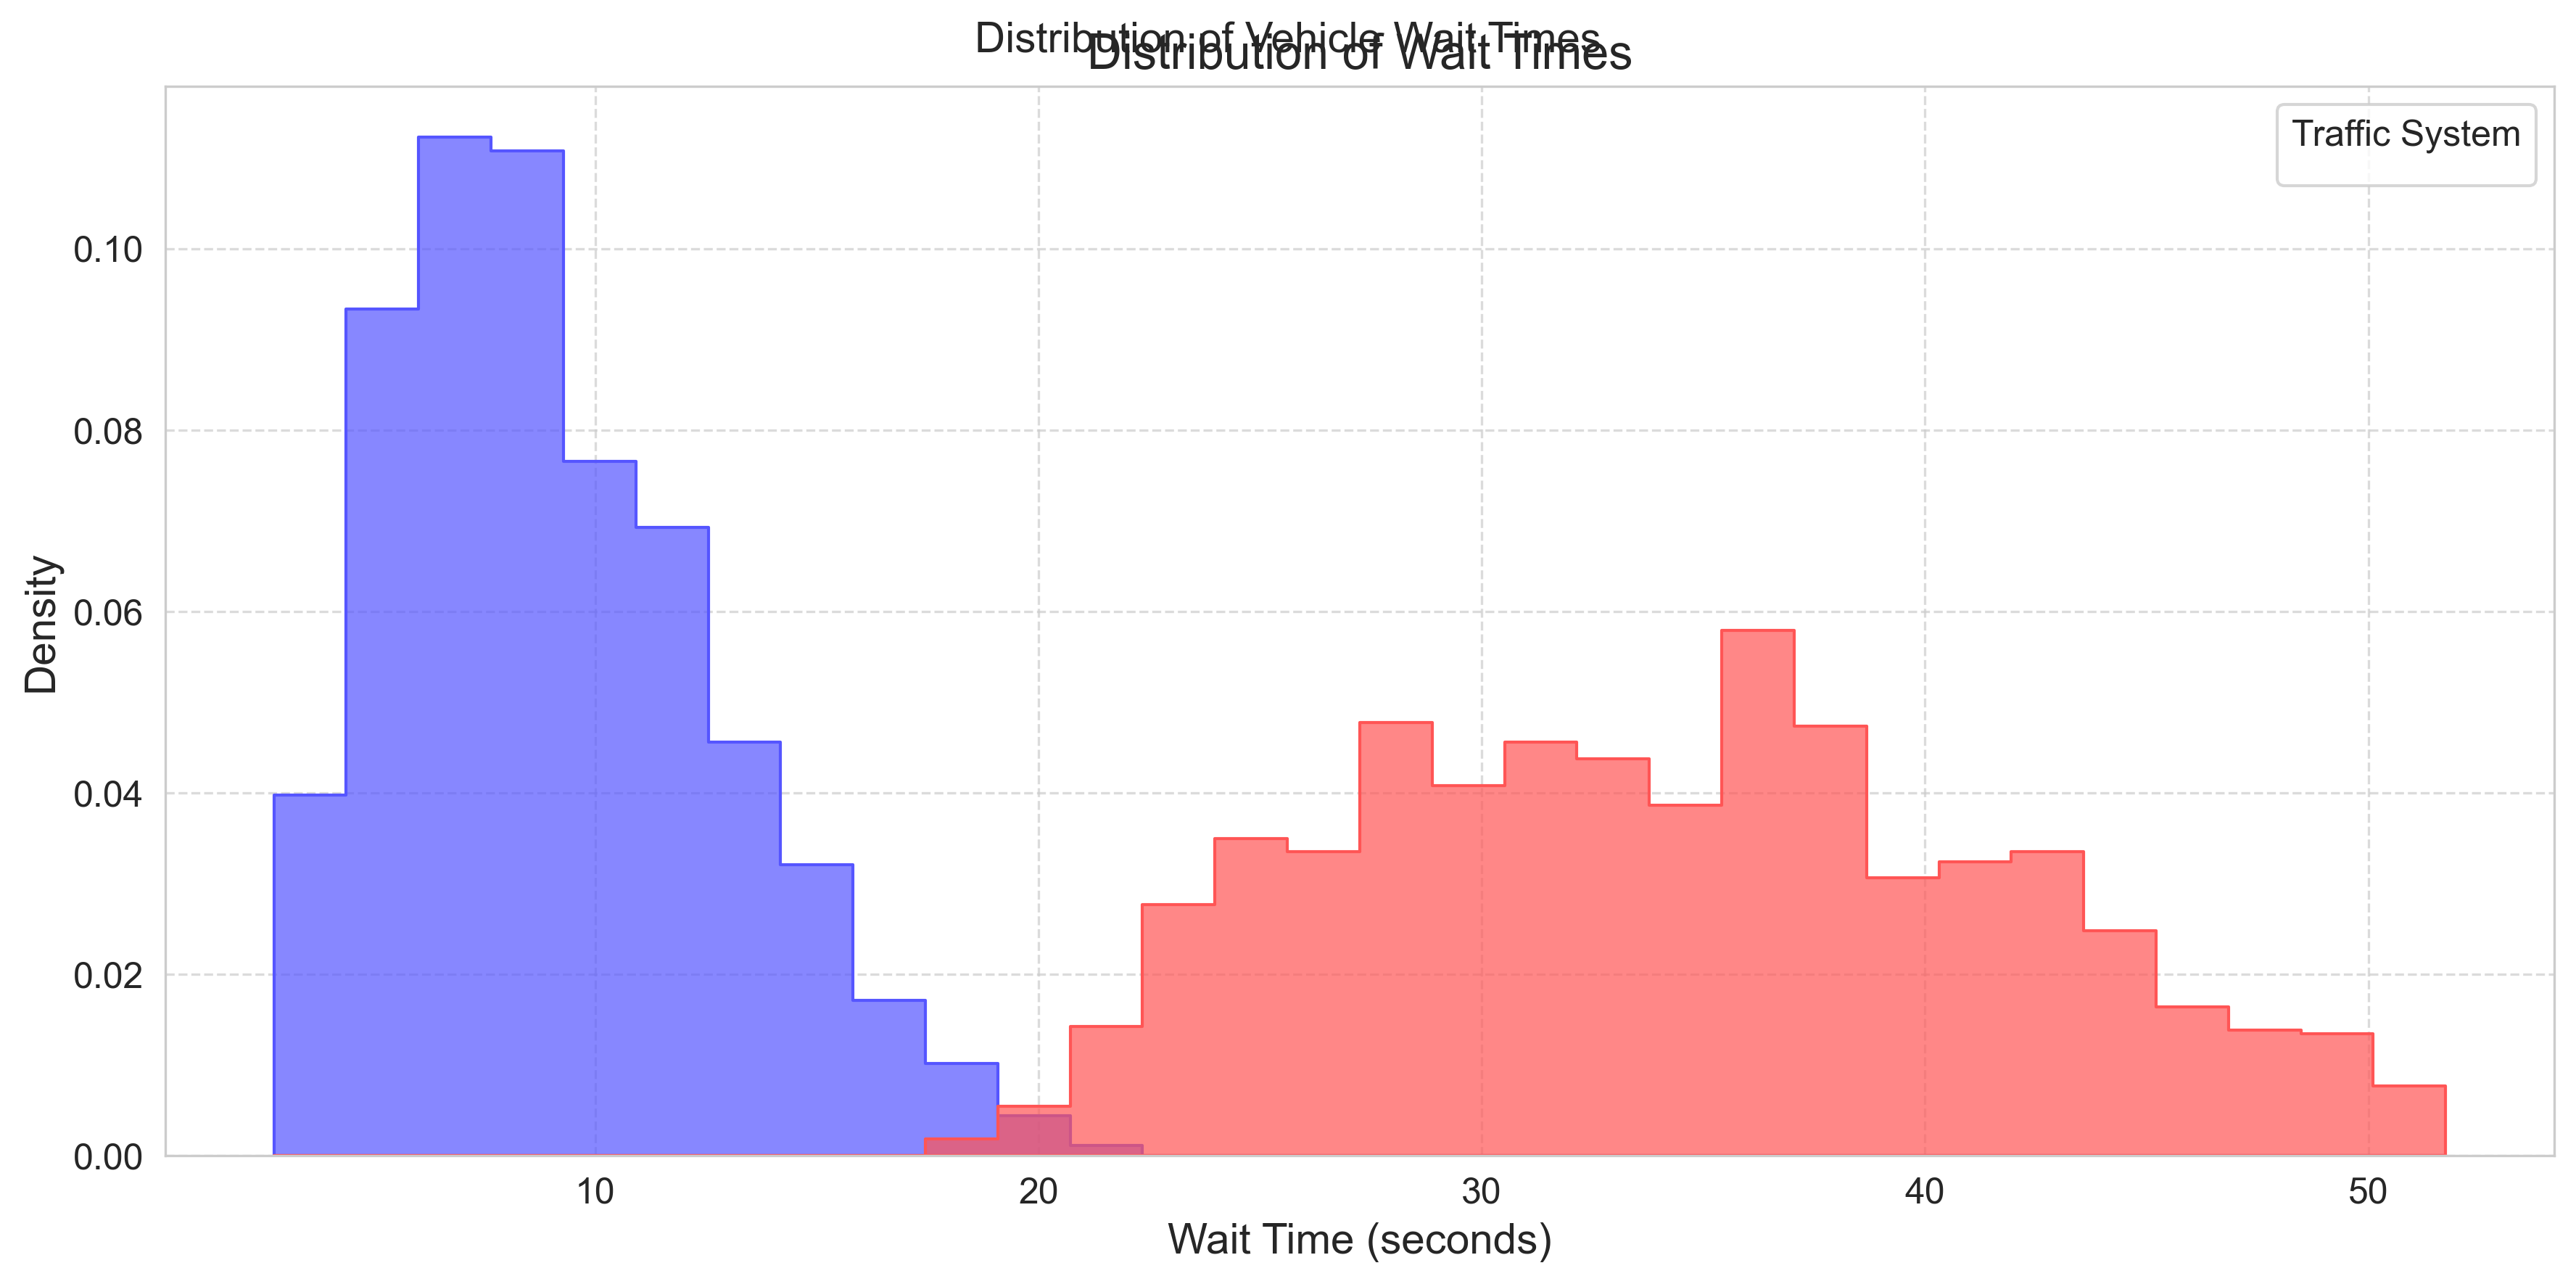 Distribution of Vehicle Wait Times
Distribution of Wait Times
Traffic System
0.10
0.08
0.06
0.04
0.02
0.00
Density
10 20 30 40 50
Wait Time (seconds)